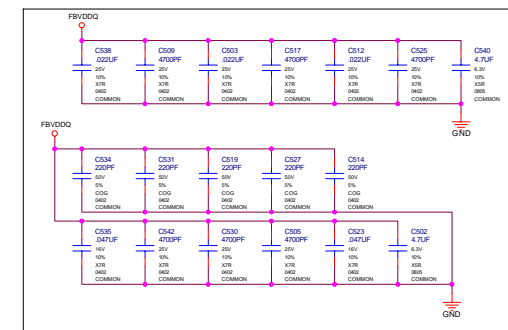 FBVDDQ
C538 C509 C503 C517 C512 C525 C540
.022UF 4700PF .022UF 4700PF .022UF 4700PF 4.7UF
25V 25V 25V 25V 25V 25V 6.3V
10% 10% 10% 10% 10% 10% 10%
X7R X7R X7R X7R X7R X7R X5R
0402 0402 0402 0402 0402 0402 0805
COMMON COMMON COMMON COMMON COMMON COMMON COMMON
GND
FBVDDQ
C534 C531 C519 C527 C514
220PF 220PF 220PF 220PF 220PF
50V 50V 50V 50V 50V
5% 5% 5% 5% 5%
COG COG COG COG COG
0402 0402 0402 0402 0402
COMMON COMMON COMMON COMMON COMMON
C535 C542 C530 C505 C523 C502
.047UF 4700PF 4700PF 4700PF .047UF 4.7UF
16V 25V 25V 25V 16V 6.3V
10% 10% 10% 10% 10% 10%
X7R X7R X7R X7R X7R X5R
0402 0402 0402 0402 0402 0805
COMMON COMMON COMMON COMMON COMMON COMMON
GND